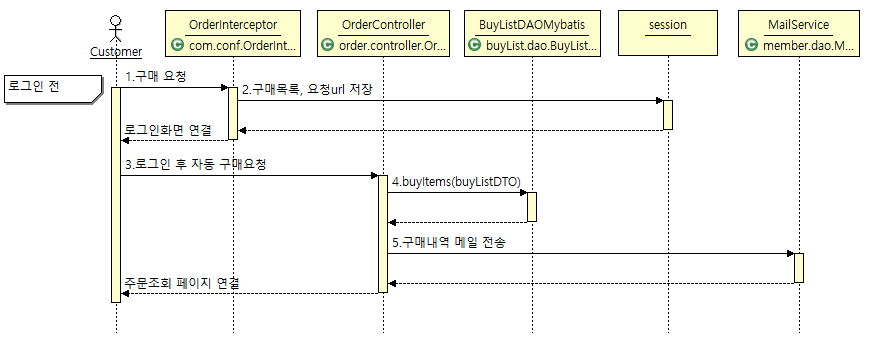 OrderInterceptor
com.conf.OrderInt...
OrderController
order.controller.Or...
BuyListDAOMybatis
buyList.dao.BuyList...
session
MailService
member.dao.M...
Customer
로그인 전
1.구매 요청
2.구매목록, 요청url 저장
로그인화면 연결
3.로그인 후 자동 구매요청
4.buyItems(buyListDTO)
5.구매내역 메일 전송
주문조회 페이지 연결